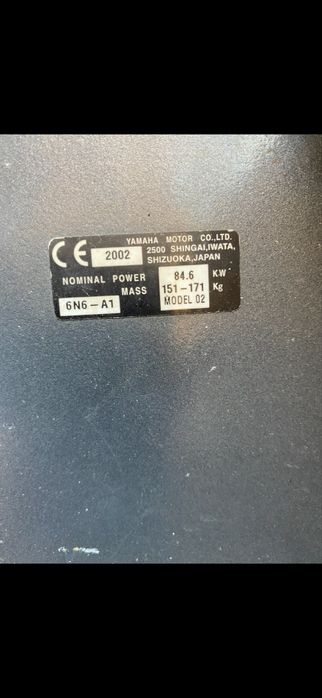 YAMAHA MOTOR CO.,LTD.
CE 2002 2500 SHINGAI,IWATA,
SHIZUOKA,JAPAN
NOMINAL POWER 84.6 KW
MASS 151-171 Kg
6N6-A1 MODEL 02